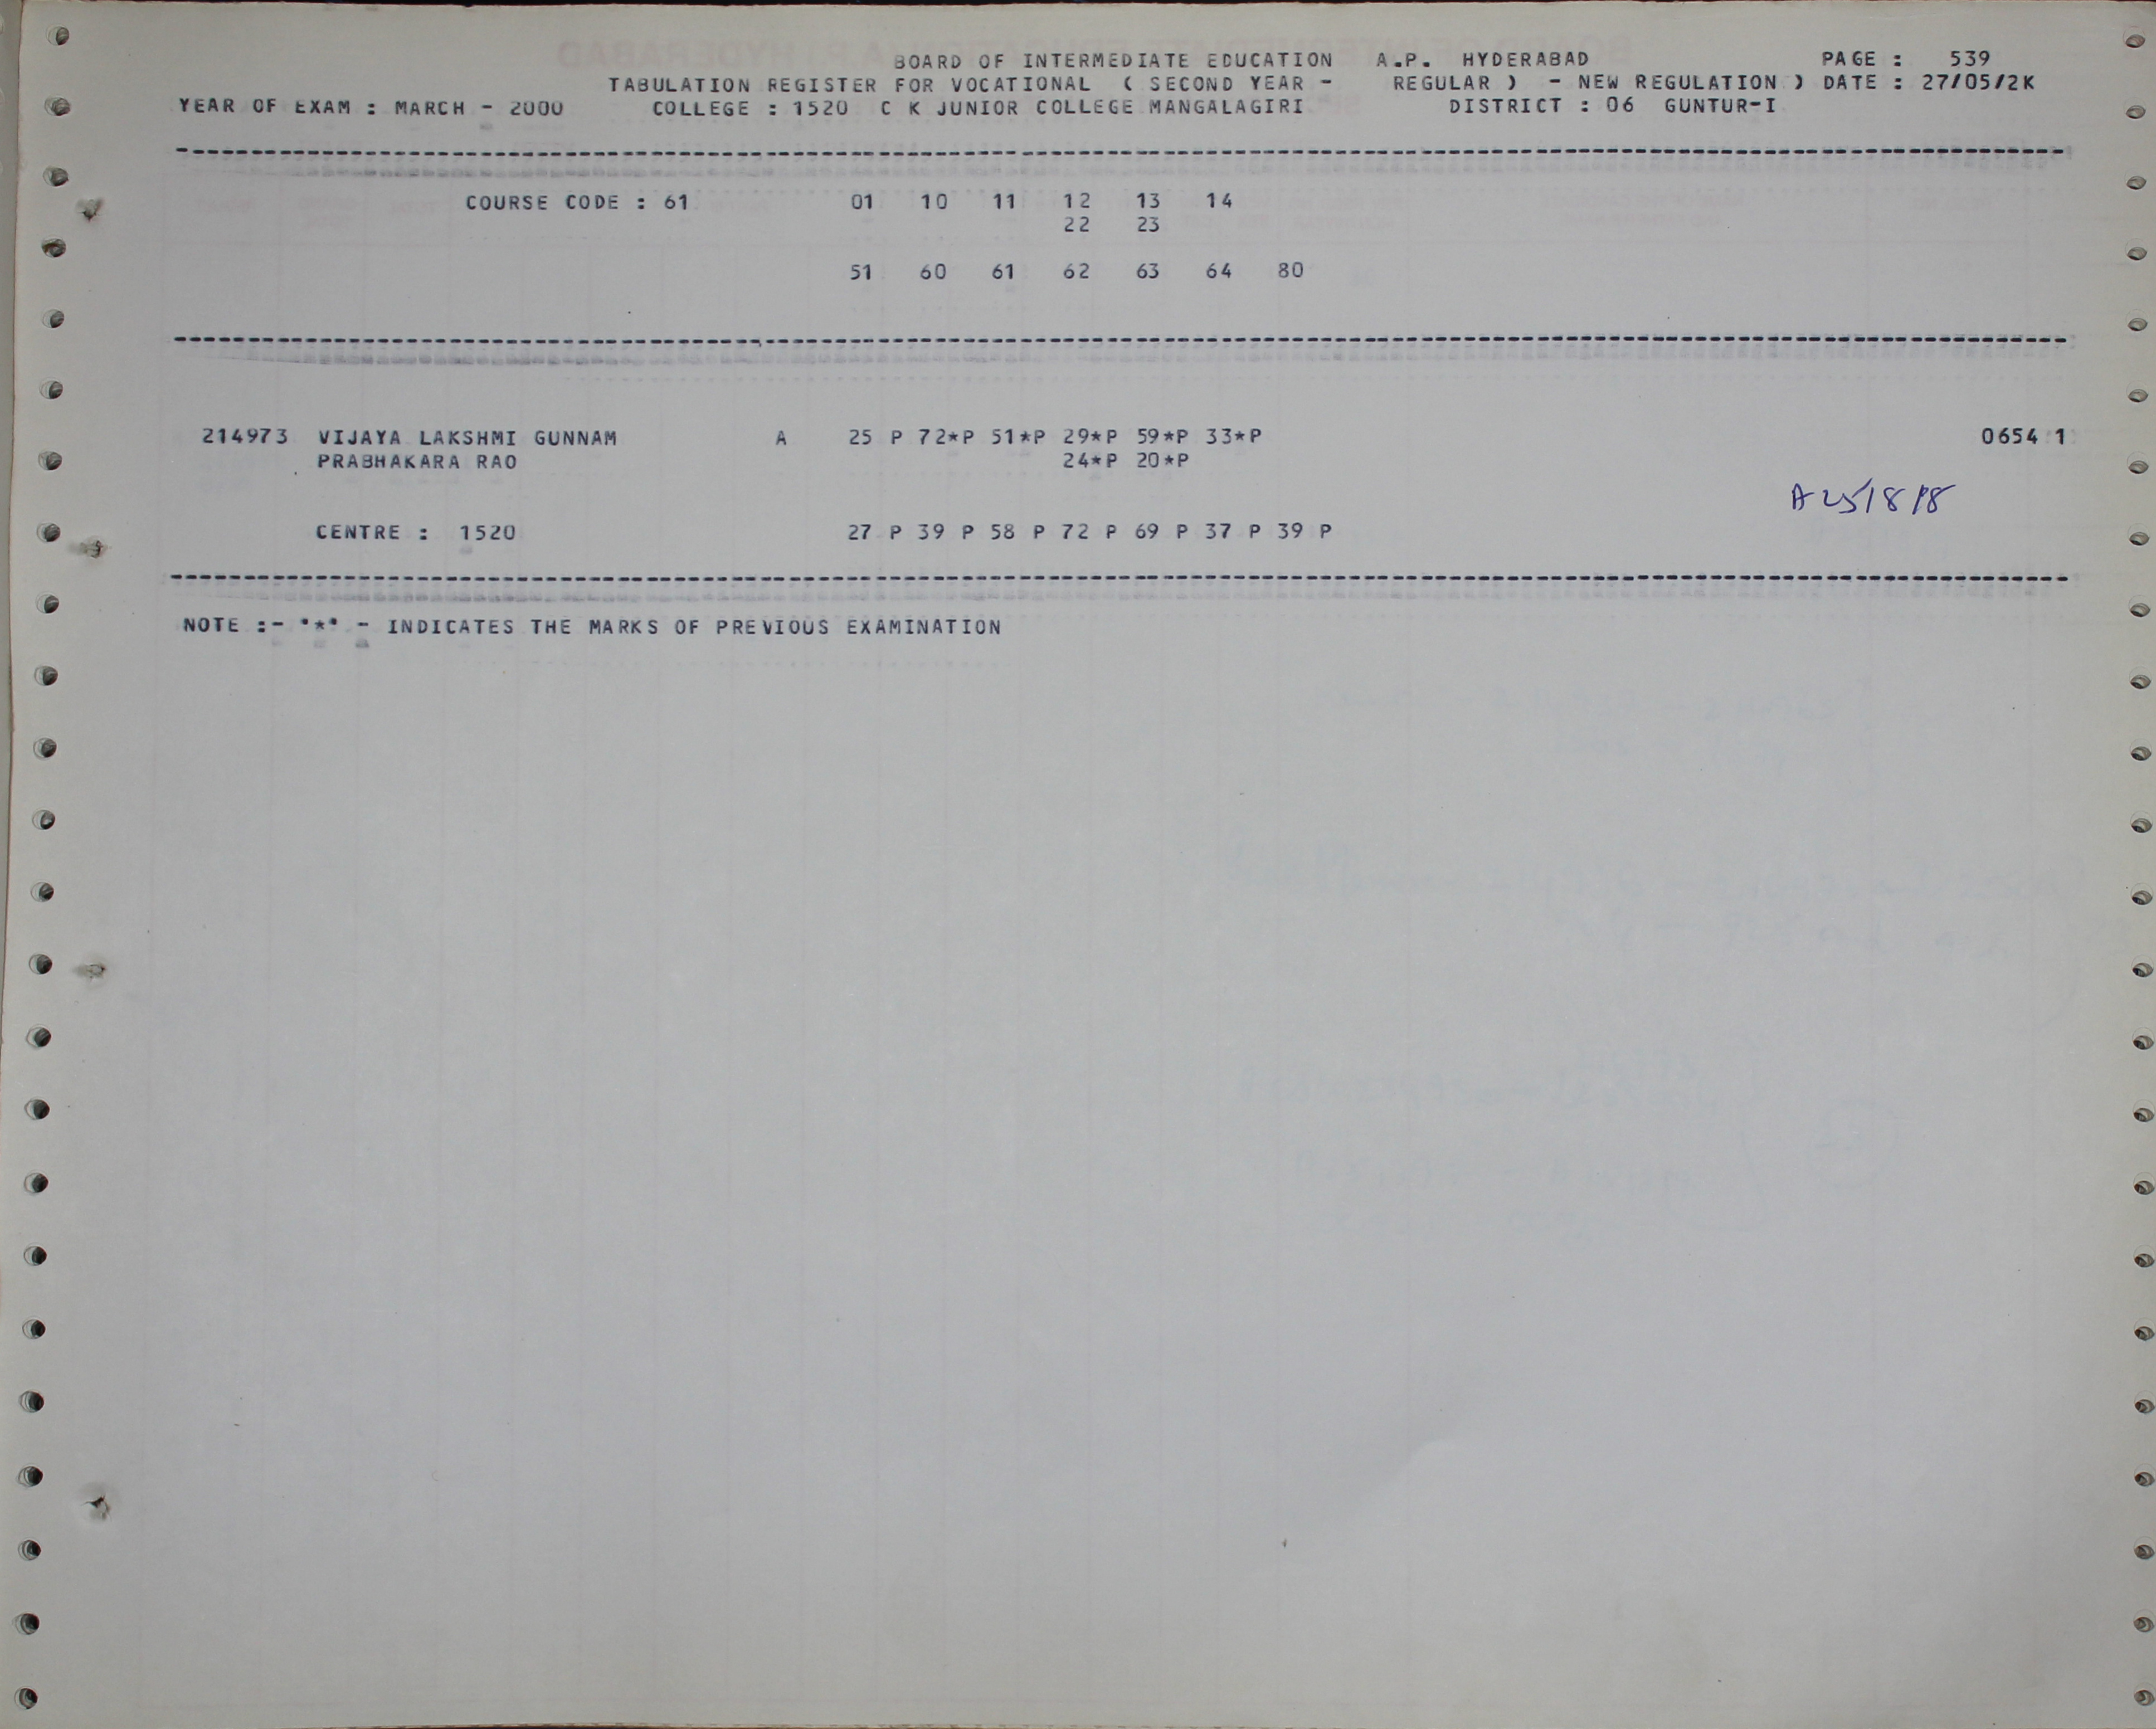 BOARD OF INTERMEDIATE EDUCATION A.P. HYDERABAD PAGE : 539
TABULATION REGISTER FOR VOCATIONAL ( SECOND YEAR - REGULAR ) - NEW REGULATION ) DATE : 27/05/2K
YEAR OF EXAM : MARCH - 2000 COLLEGE : 1520 C K JUNIOR COLLEGE MANGALAGIRI DISTRICT : 06 GUNTUR-I
COURSE CODE : 61 01 10 11 12 13 14
22 23
51 60 61 62 63 64 80
214973 VIJAYA LAKSHMI GUNNAM A 25 P 72*P 51*P 29*P 59*P 33*P 0654 1
PRABHAKARA RAO 24*P 20*P
CENTRE : 1520 27 P 39 P 58 P 72 P 69 P 37 P 39 P
NOTE :- '*' - INDICATES THE MARKS OF PREVIOUS EXAMINATION